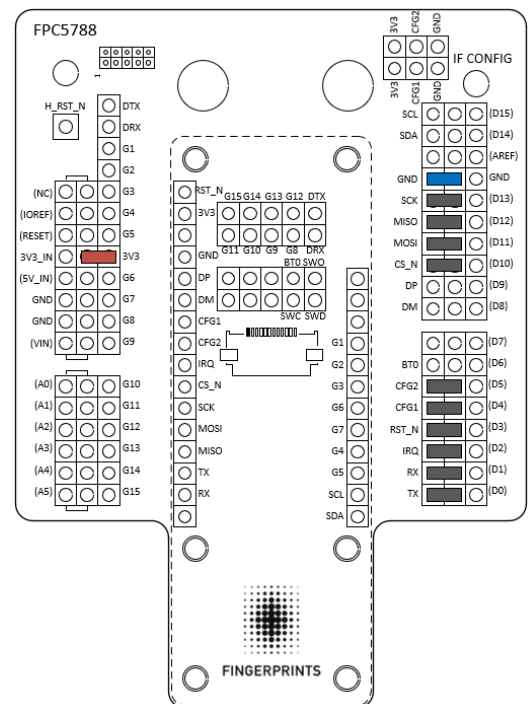 FPC5788
3V3 CFG2 GND
IF CONFIG
3V3 CFG1 GND
1
H_RST_N
DTX
DRX
G1
G2
(NC) G3
(IOREF) G4
(RESET) G5
3V3_IN 3V3
(5V_IN) G6
GND G7
GND G8
(VIN) G9
(A0) G10
(A1) G11
(A2) G12
(A3) G13
(A4) G14
(A5) G15
RST_N
3V3
GND
DP
DM
CFG1
CFG2
IRQ
CS_N
SCK
MOSI
MISO
TX
RX
G15 G14 G13 G12 DTX
G11 G10 G9 G8 DRX
BT0 SWO
SWC SWD
G1
G2
G3
G6
G7
G4
G5
SCL
SDA
SCL (D15)
SDA (D14)
(AREF)
GND GND
SCK (D13)
MISO (D12)
MOSI (D11)
CS_N (D10)
DP (D9)
DM (D8)
(D7)
BT0 (D6)
CFG2 (D5)
CFG1 (D4)
RST_N (D3)
IRQ (D2)
RX (D1)
TX (D0)
FINGERPRINTS